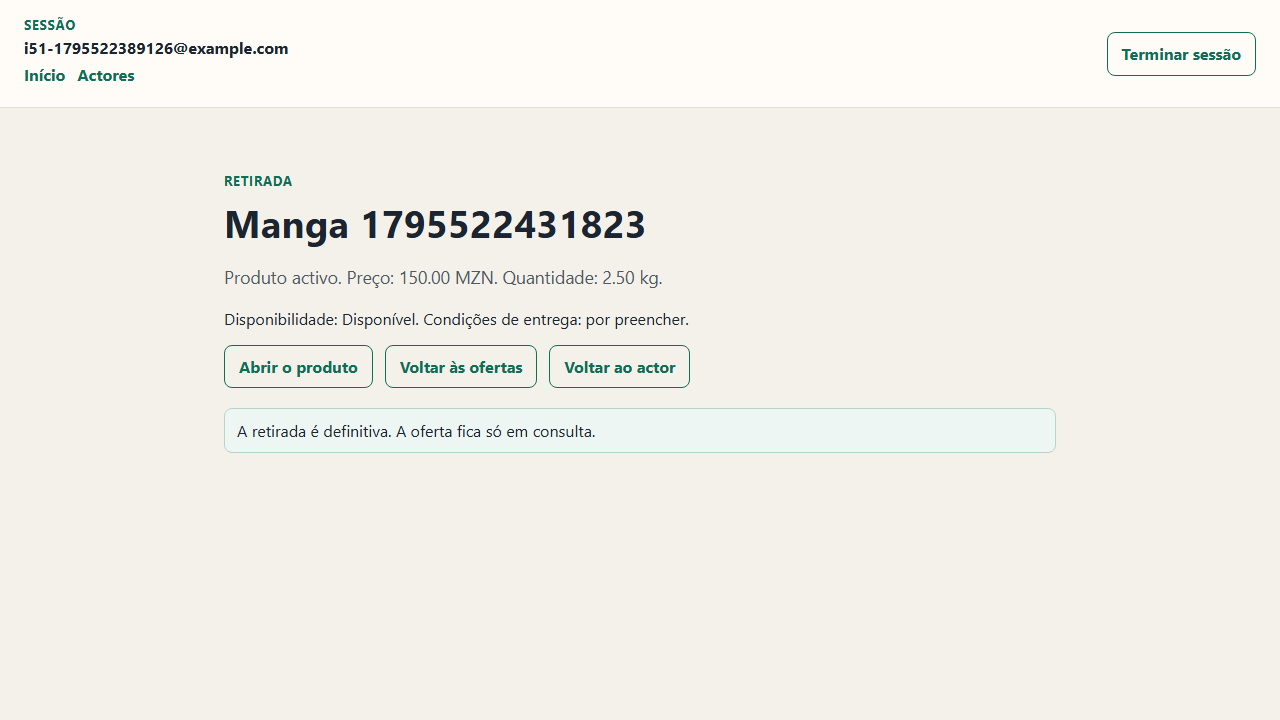 SESSÃO
i51-1795522389126@example.com
Início Actores
Terminar sessão
RETIRADA
Manga 1795522431823
Produto activo. Preço: 150.00 MZN. Quantidade: 2.50 kg.
Disponibilidade: Disponível. Condições de entrega: por preencher.
Abrir o produto Voltar às ofertas Voltar ao actor
A retirada é definitiva. A oferta fica só em consulta.